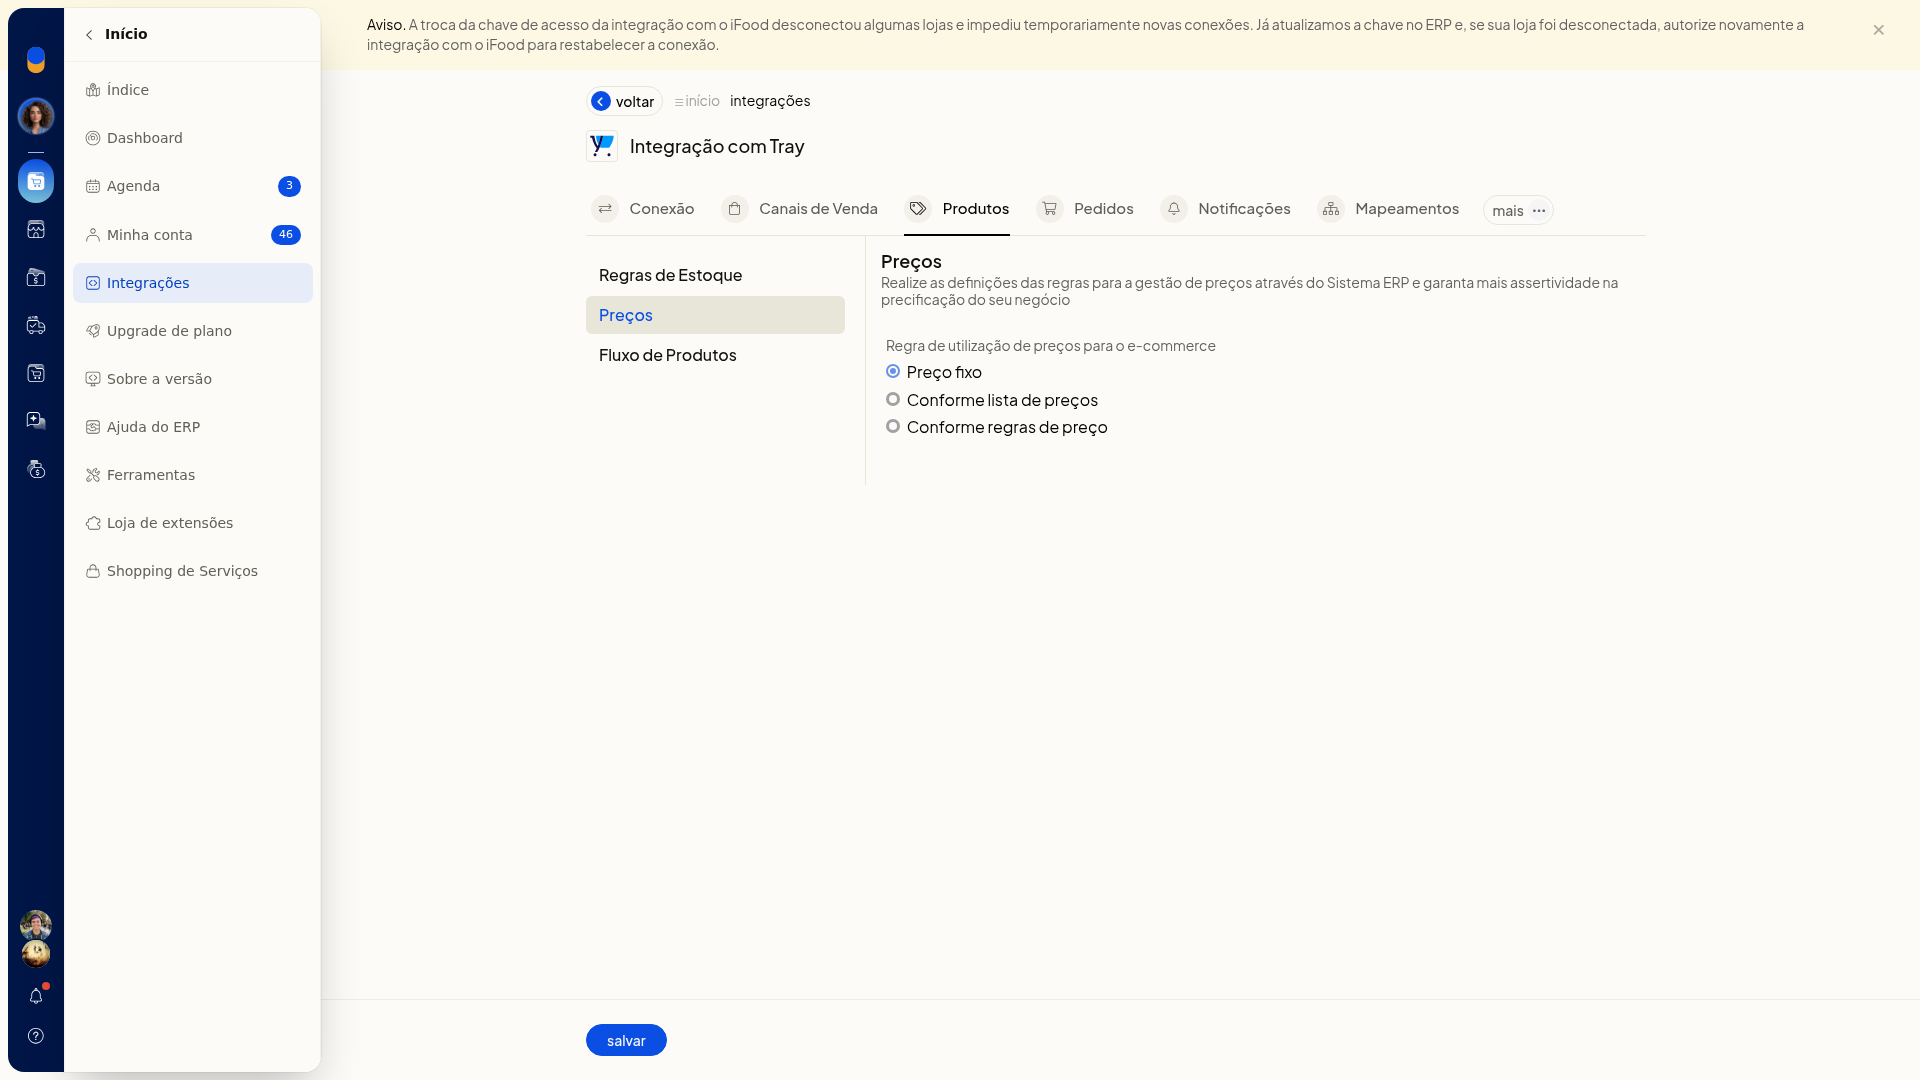 Início
Índice
Dashboard
Agenda
3
Minha conta
46
Integrações
Upgrade de plano
Sobre a versão
Ajuda do ERP
Ferramentas
Loja de extensões
Shopping de Serviços
Aviso. A troca da chave de acesso da integração com o iFood desconectou algumas lojas e impediu temporariamente novas conexões. Já atualizamos a chave no ERP e, se sua loja foi desconectada, autorize novamente a
integração com o iFood para restabelecer a conexão.
voltar
início
integrações
Integração com Tray
Conexão
Canais de Venda
Produtos
Pedidos
Notificações
Mapeamentos
mais
Regras de Estoque
Preços
Fluxo de Produtos
Preços
Realize as definições das regras para a gestão de preços através do Sistema ERP e garanta mais assertividade na
precificação do seu negócio
Regra de utilização de preços para o e-commerce
Preço fixo
Conforme lista de preços
Conforme regras de preço
salvar